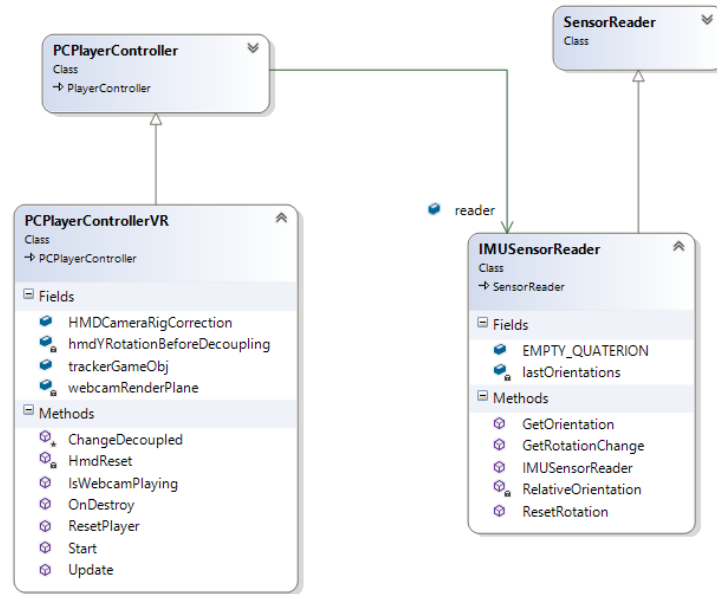 PCPlayerController
Class
PlayerController
SensorReader
Class
reader
PCPlayerControllerVR
Class
PCPlayerController
Fields
HMDCameraRigCorrection
hmdYRotationBeforeDecoupling
trackerGameObj
webcamRenderPlane
Methods
ChangeDecoupled
HmdReset
IsWebcamPlaying
OnDestroy
ResetPlayer
Start
Update
IMUSensorReader
Class
SensorReader
Fields
EMPTY_QUATERION
lastOrientations
Methods
GetOrientation
GetRotationChange
IMUSensorReader
RelativeOrientation
ResetRotation